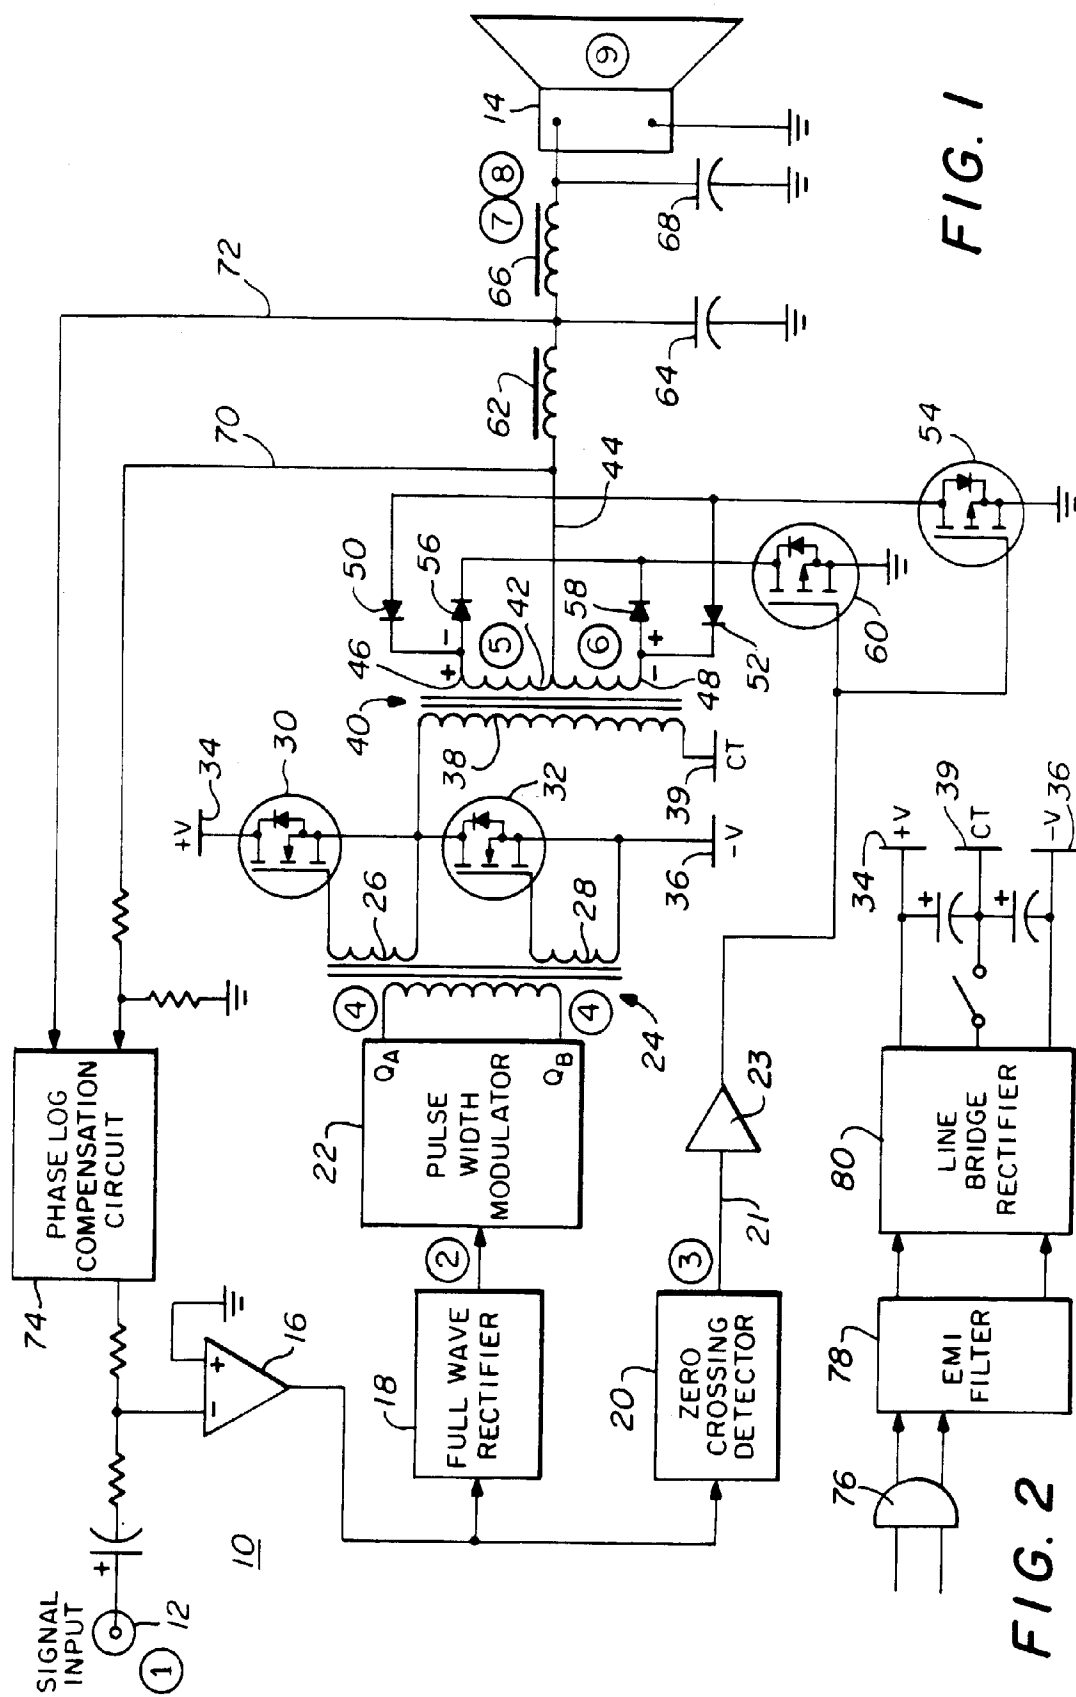 SIGNAL
INPUT
1
12
10
74
PHASE LOG
COMPENSATION
CIRCUIT
16
+
-
+
18
FULL WAVE
RECTIFIER
2
20
ZERO
CROSSING
DETECTOR
3
21
23
22
PULSE
WIDTH
MODULATOR
QA
QB
4
4
24
26
28
+V
34
30
32
36
-V
38
39
CT
40
46
+
-
42
5
6
-
+
48
50
56
58
52
44
60
54
70
72
62
64
66
68
7
8
14
9
FIG. 1
76
78
EMI
FILTER
80
LINE
BRIDGE
RECTIFIER
+
+
34
+V
39
CT
-V
36
FIG. 2